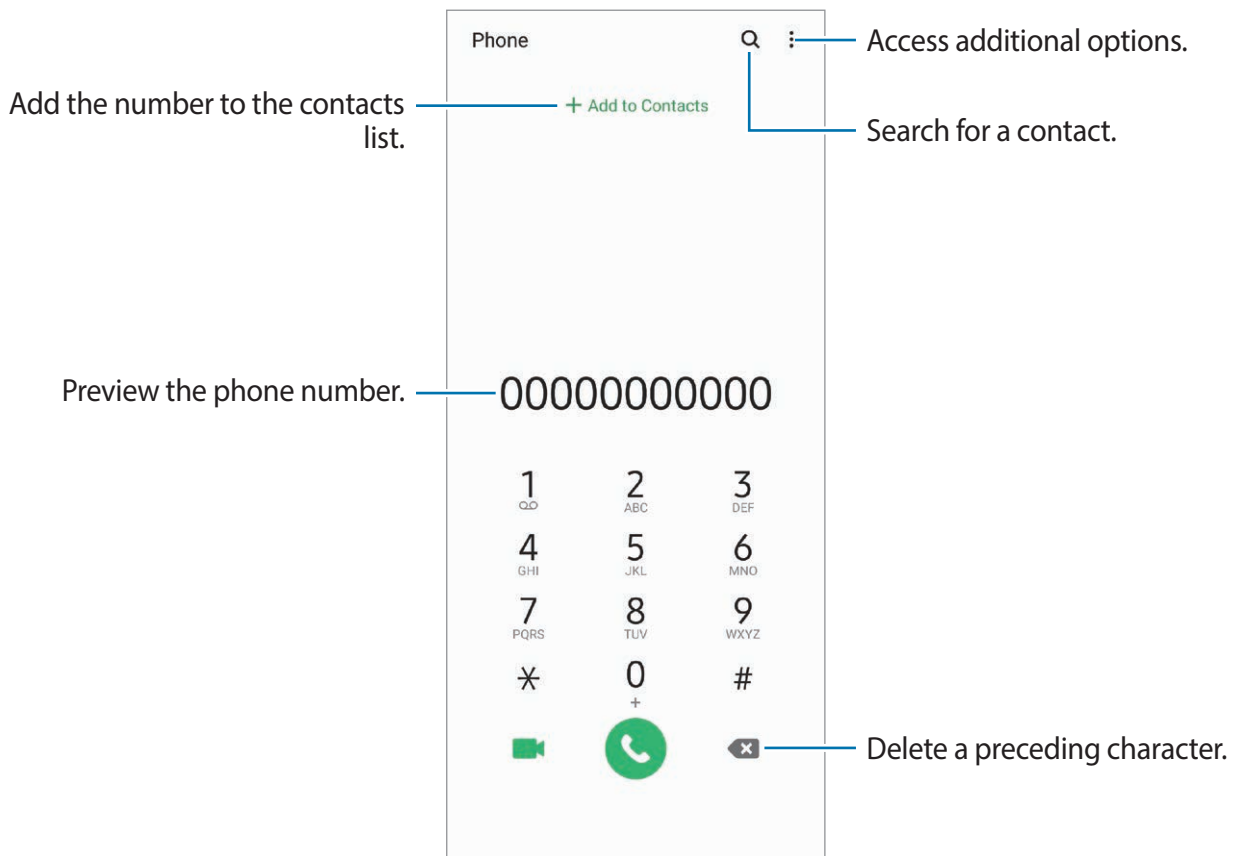 Phone
Access additional options.
Add the number to the contacts
list.
+ Add to Contacts
Search for a contact.
Preview the phone number.
00000000000
1 2 3
ABC DEF
4 5 6
GHI JKL MNO
7 8 9
PQRS TUV WXYZ
* 0 #
+
Delete a preceding character.